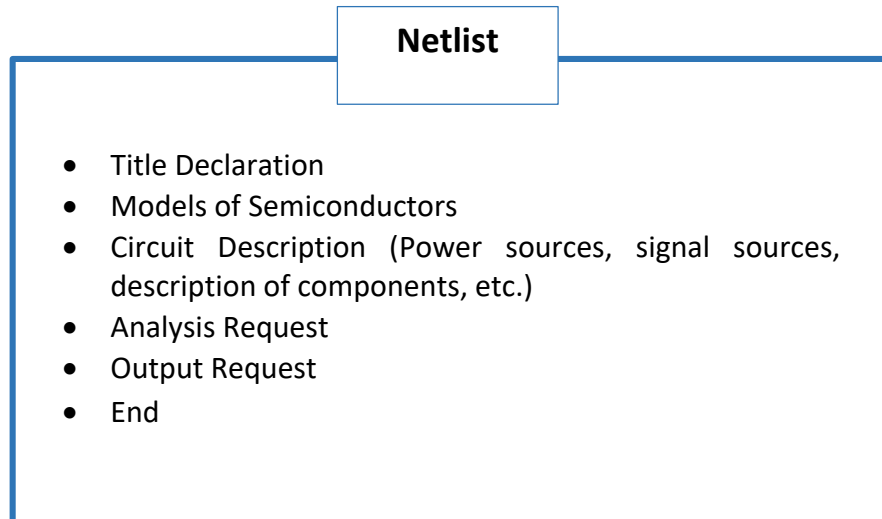 Netlist
• Title Declaration
• Models of Semiconductors
• Circuit Description (Power sources, signal sources,
description of components, etc.)
• Analysis Request
• Output Request
• End